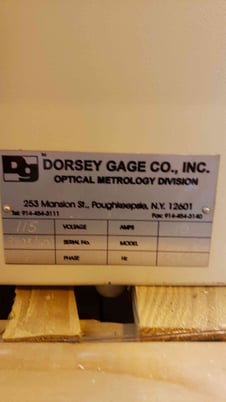 Dg DORSEY GAGE CO., INC.
OPTICAL METROLOGY DIVISION
253 Mansion St., Poughkeepsie, N.Y. 12601
Tel: 914-454-3111 Fax: 914-454-3140
115 VOLTAGE AMPS
SERIAL No. MODEL
PHASE Hz